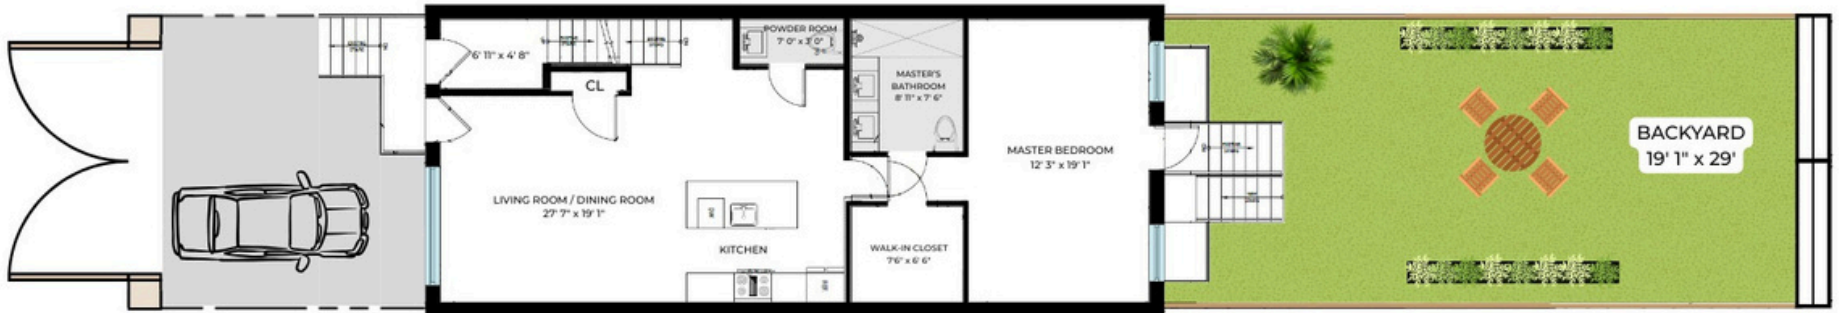 6' 11" x 4' 8"
CL
POWDER ROOM
7' 0" x 3' 0"
MASTER'S
BATHROOM
8' 11" x 7' 6"
MASTER BEDROOM
12' 3" x 19' 1"
LIVING ROOM / DINING ROOM
27' 7" x 19' 1"
DW
KITCHEN
REF
WALK-IN CLOSET
7'6" x 6' 6"
BACKYARD
19' 1" x 29'